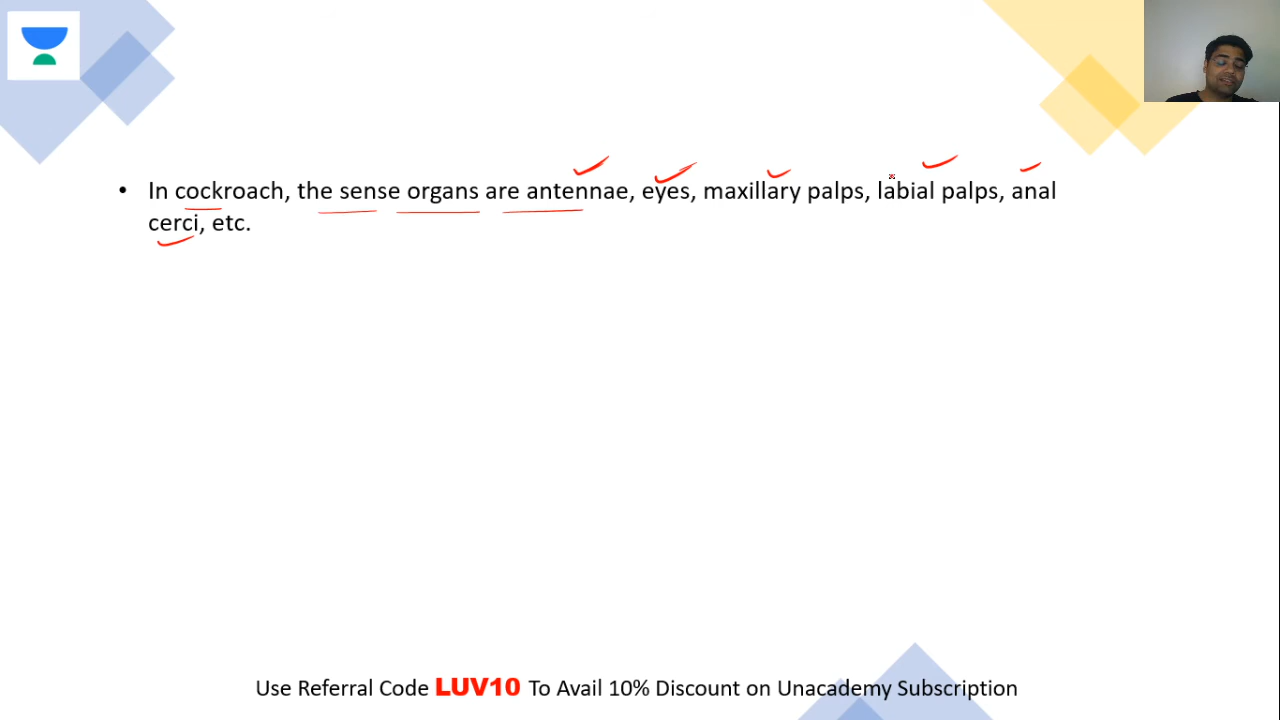 • In cockroach, the sense organs are antennae, eyes, maxillary palps, labial palps, anal
cerci, etc.
Use Referral Code LUV10 To Avail 10% Discount on Unacademy Subscription